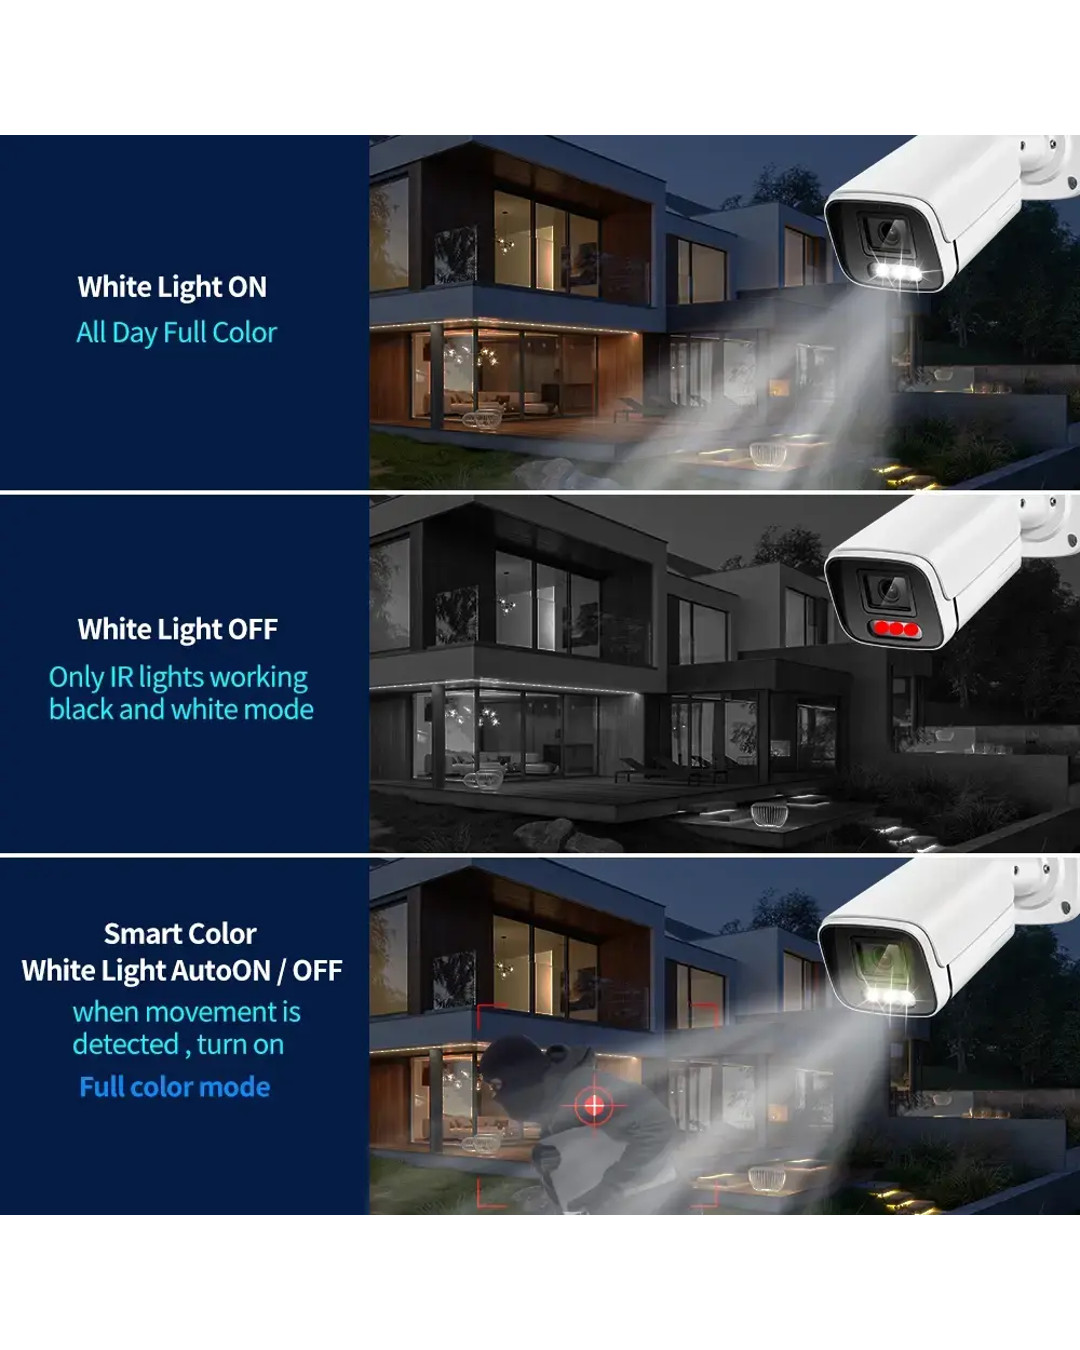 White Light ON
All Day Full Color
White Light OFF
Only IR lights working
black and white mode
Smart Color
White Light AutoON / OFF
when movement is
detected , turn on
Full color mode